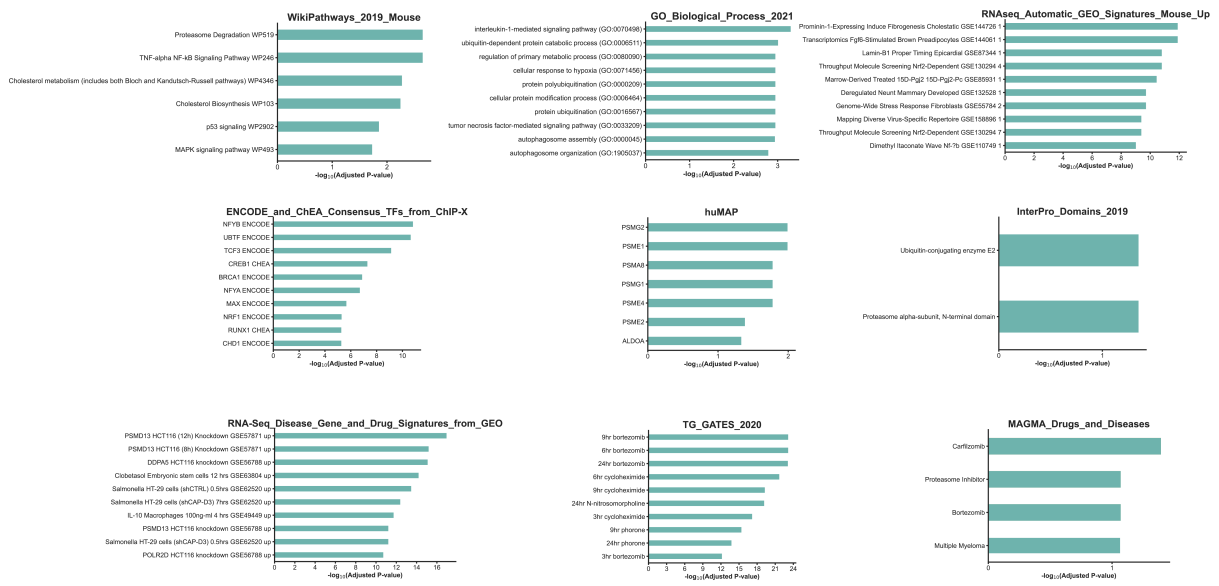 WikiPathways_2019_Mouse
Proteasome Degradation WP519
TNF-alpha NF-kB Signaling Pathway WP246
Cholesterol metabolism (includes both Bloch and Kandutsch-Russell pathways) WP4346
Cholesterol Biosynthesis WP103
p53 signaling WP2902
MAPK signaling pathway WP493
0 1 2
-log10(Adjusted P-value)
GO_Biological_Process_2021
interleukin-1-mediated signaling pathway (GO:0070498)
ubiquitin-dependent protein catabolic process (GO:0006511)
regulation of primary metabolic process (GO:0080090)
cellular response to hypoxia (GO:0071456)
protein polyubiquitination (GO:0000209)
cellular protein modification process (GO:0006464)
protein ubiquitination (GO:0016567)
tumor necrosis factor-mediated signaling pathway (GO:0033209)
autophagosome assembly (GO:0000045)
autophagosome organization (GO:1905037)
0 1 2 3
-log10(Adjusted P-value)
RNAseq_Automatic_GEO_Signatures_Mouse_Up
Prominin-1-Expressing Induce Fibrogenesis Cholestatic GSE144726 1
Transcriptomics Fgf6-Stimulated Brown Preadipocytes GSE144061 1
Lamin-B1 Proper Timing Epicardial GSE87344 1
Throughput Molecule Screening Nrf2-Dependent GSE130294 4
Marrow-Derived Treated 15D-Pgj2 15D-Pgj2-Pc GSE85931 1
Deregulated Neunt Mammary Developed GSE132528 1
Genome-Wide Stress Response Fibroblasts GSE55784 2
Mapping Diverse Virus-Specific Repertoire GSE158896 1
Throughput Molecule Screening Nrf2-Dependent GSE130294 7
Dimethyl Itaconate Wave Nf-?b GSE110749 1
0 2 4 6 8 10 12
-log10(Adjusted P-value)
ENCODE_and_ChEA_Consensus_TFs_from_ChIP-X
NFYB ENCODE
UBTF ENCODE
TCF3 ENCODE
CREB1 CHEA
BRCA1 ENCODE
NFYA ENCODE
MAX ENCODE
NRF1 ENCODE
RUNX1 CHEA
CHD1 ENCODE
0 2 4 6 8 10
-log10(Adjusted P-value)
huMAP
PSMG2
PSME1
PSMA8
PSMG1
PSME4
PSME2
ALDOA
0 1 2
-log10(Adjusted P-value)
InterPro_Domains_2019
Ubiquitin-conjugating enzyme E2
Proteasome alpha-subunit, N-terminal domain
0 1
-log10(Adjusted P-value)
RNA-Seq_Disease_Gene_and_Drug_Signatures_from_GEO
PSMD13 HCT116 (12h) Knockdown GSE57871 up
PSMD13 HCT116 (8h) Knockdown GSE57871 up
DDPA5 HCT116 knockdown GSE56788 up
Clobetasol Embryonic stem cells 12 hrs GSE63804 up
Salmonella HT-29 cells (shCTRL) 0.5hrs GSE62520 up
Salmonella HT-29 cells (shCAP-D3) 7hrs GSE62520 up
IL-10 Macrophages 100ng-ml 4 hrs GSE49449 up
PSMD13 HCT116 knockdown GSE56788 up
Salmonella HT-29 cells (shCAP-D3) 0.5hrs GSE62520 up
POLR2D HCT116 knockdown GSE56788 up
0 2 4 6 8 10 12 14 16
-log10(Adjusted P-value)
TG_GATES_2020
9hr bortezomib
6hr bortezomib
24hr bortezomib
6hr cycloheximide
9hr cycloheximide
24hr N-nitrosomorpholine
3hr cycloheximide
9hr phorone
24hr phorone
3hr bortezomib
0 3 6 9 12 15 18 21 24
-log10(Adjusted P-value)
MAGMA_Drugs_and_Diseases
Carfilzomib
Proteasome Inhibitor
Bortezomib
Multiple Myeloma
0 1
-log10(Adjusted P-value)